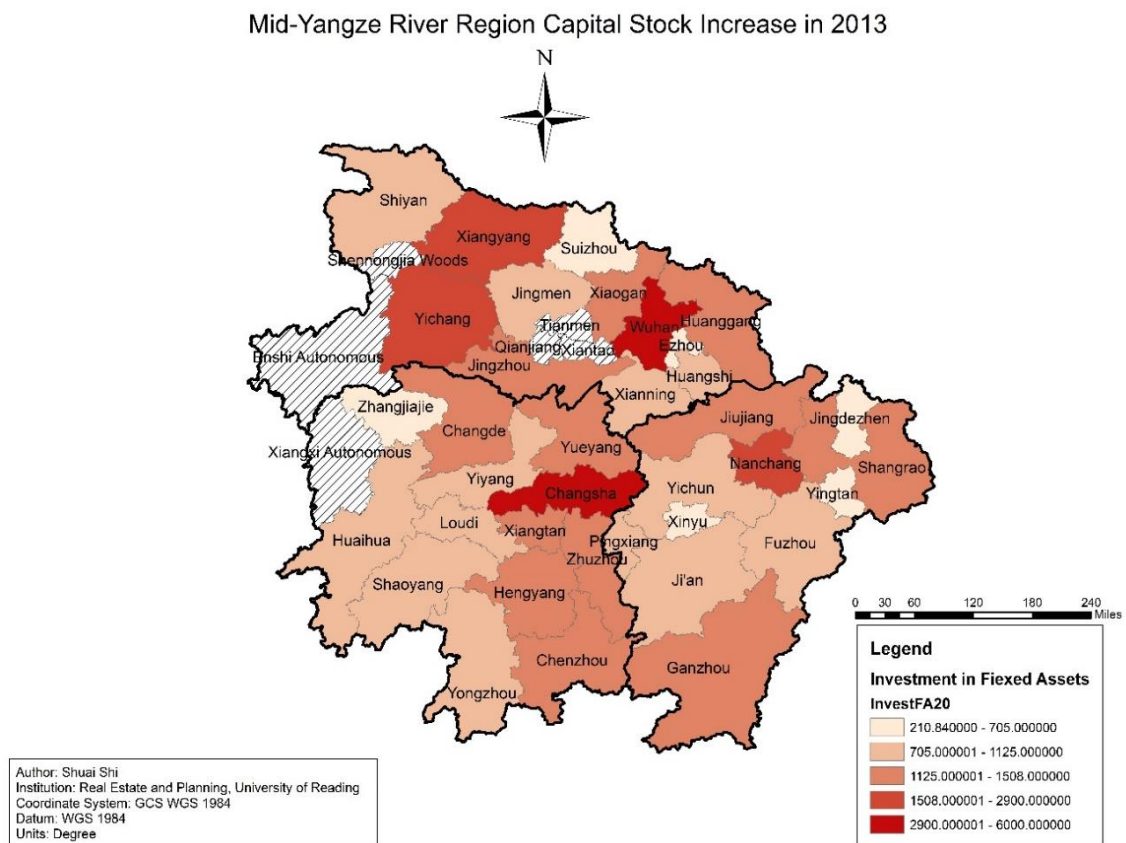 Mid-Yangze River Region Capital Stock Increase in 2013
N
Shiyan
Xiangyang
Suizhou
Shennongjia Woods
Jingmen
Xiaogan
Yichang
Tianmen
Wuhan
Huanggang
Ezhou
Enshi Autonomous
Qianjiang
Xiantao
Jingzhou
Huangshi
Xianning
Zhangjiajie
Changde
Jiujiang
Jingdezhen
Yueyang
Xiangxi Autonomous
Nanchang
Shangrao
Yiyang
Changsha
Yichun
Yingtan
Loudi
Xiangtan
Xinyu
Huaihua
Pingxiang
Fuzhou
Zhuzhou
Shaoyang
Ji'an
Hengyang
Chenzhou
Ganzhou
Yongzhou
0 30 60 120 180 240
Miles
Legend
Investment in Fiexed Assets
InvestFA20
210.840000 - 705.000000
705.000001 - 1125.000000
1125.000001 - 1508.000000
1508.000001 - 2900.000000
2900.000001 - 6000.000000
Author: Shuai Shi
Institution: Real Estate and Planning, University of Reading
Coordinate System: GCS WGS 1984
Datum: WGS 1984
Units: Degree